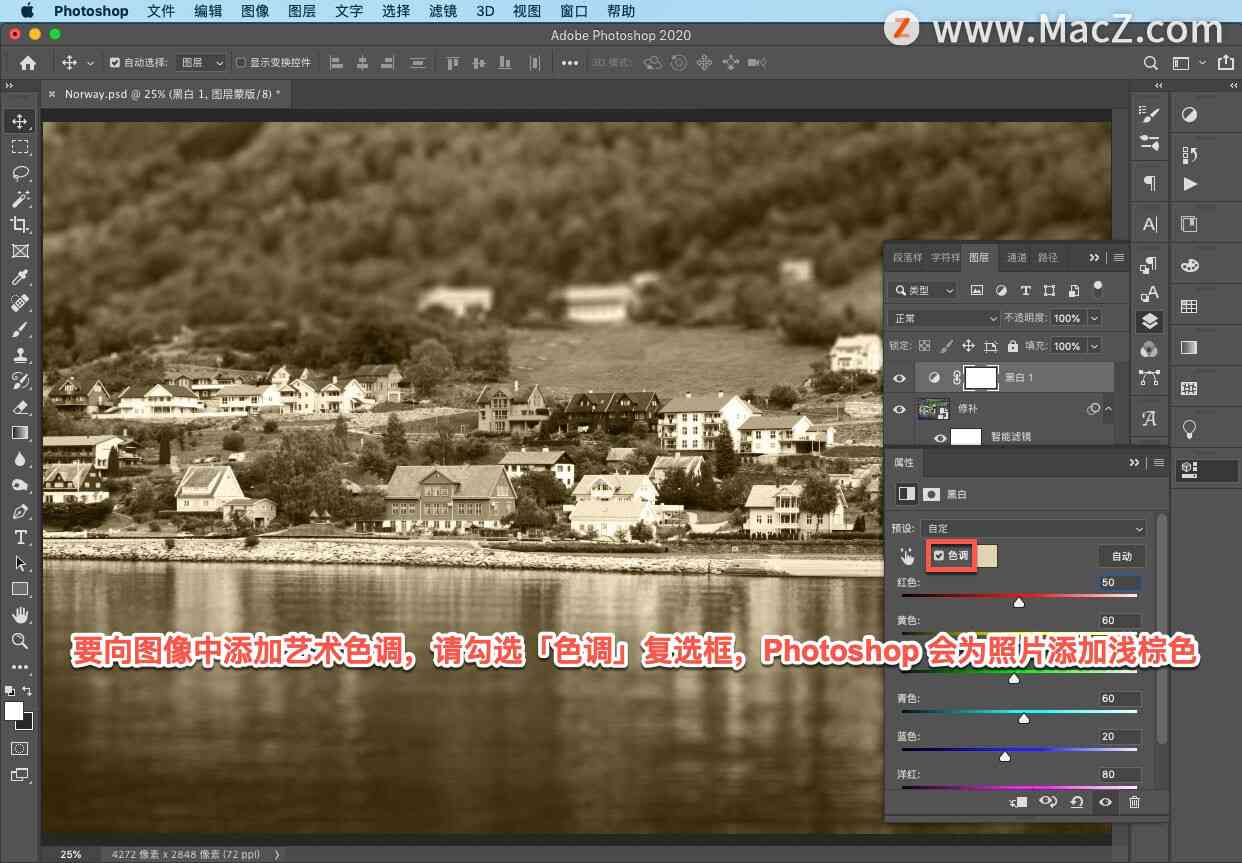 Photoshop 文件 编辑 图像 图层 文字 选择 滤镜 3D 视图 窗口 帮助
Adobe Photoshop 2020
Z www.MacZ.com
自动选择: 图层 显示变换控件 3D 模式:
Norway.psd @ 25% (黑白 1, 图层蒙版/8) *
段落样 字符样 图层 通道 路径
类型
正常 不透明度: 100%
锁定: 填充: 100%
黑白 1
修补
智能滤镜
属性
黑白
预设: 自定
色调 自动
红色: 50
黄色: 60
要向图像中添加艺术色调，请勾选「色调」复选框，Photoshop 会为照片添加浅棕色
青色: 60
蓝色: 20
洋红: 80
25% 4272 像素 x 2848 像素 (72 ppi)